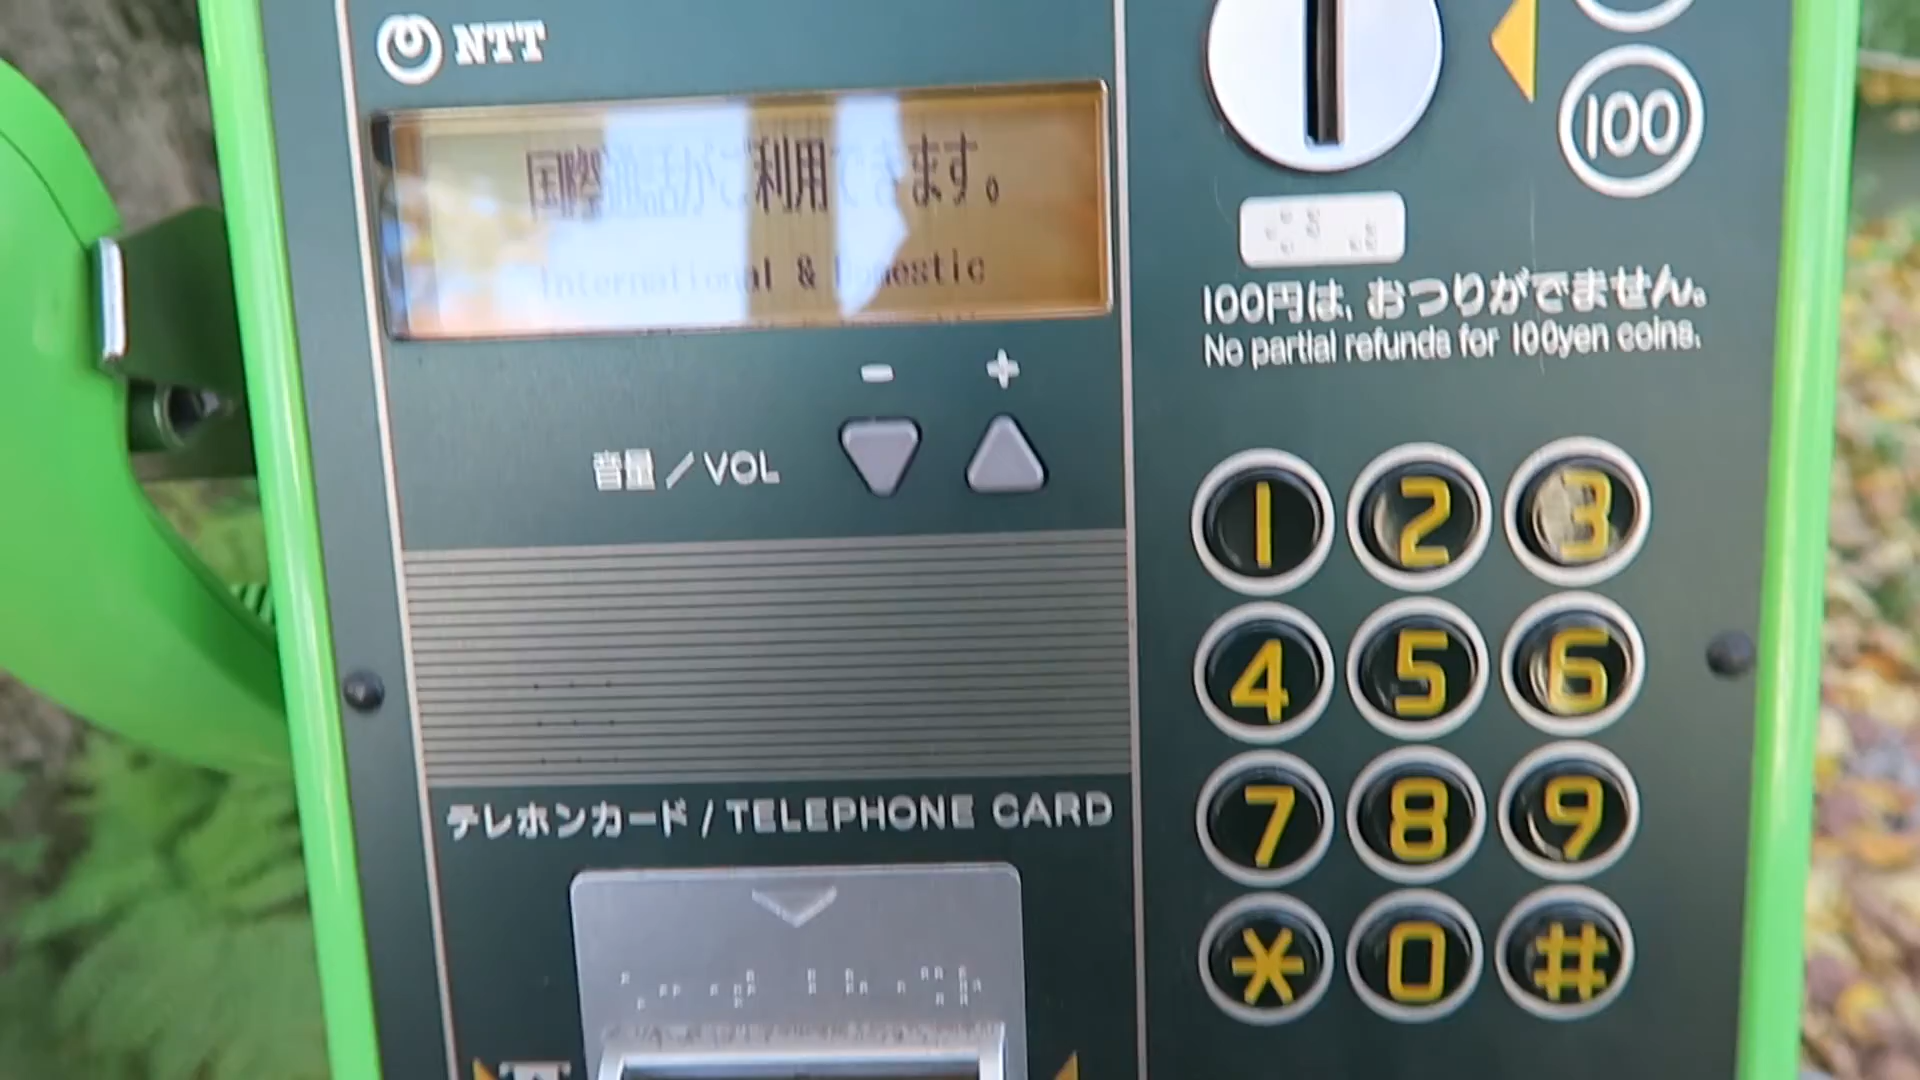 NTT
国際通話がご利用できます。
International & Domestic
100
100円は、おつりがでません。
No partial refunds for 100yen coins.
- +
音量/VOL
1 2 3
4 5 6
7 8 9
* 0 #
テレホンカード/TELEPHONE CARD